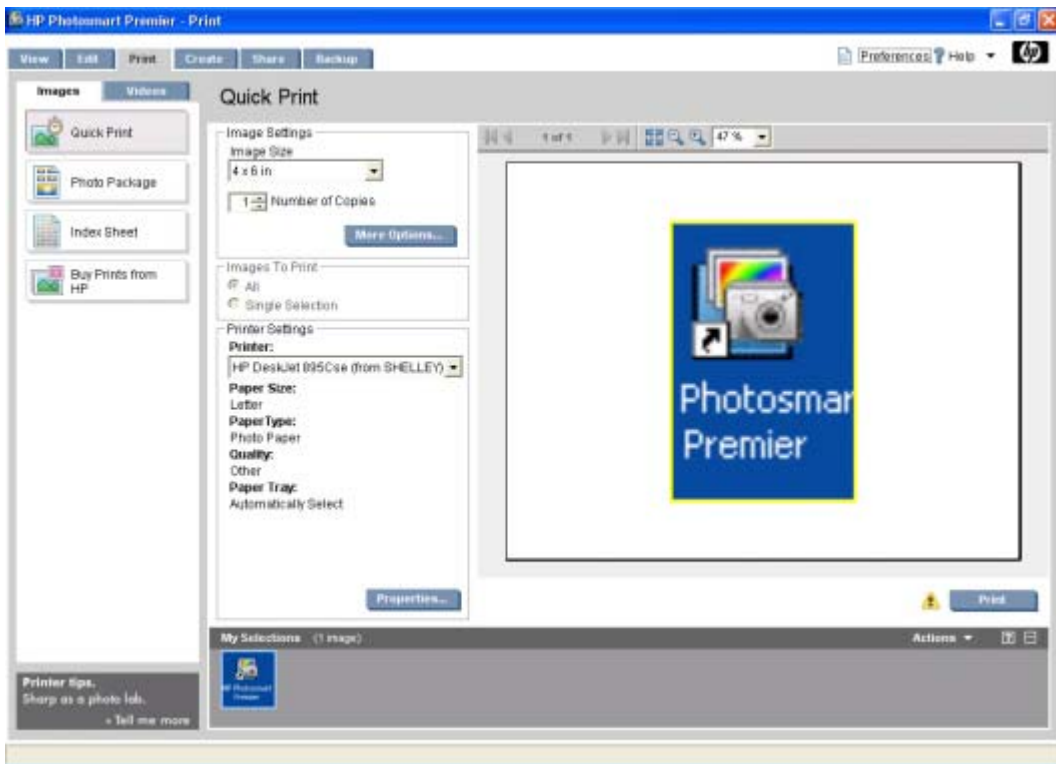 HP Photosmart Premier - Print
View Edit Print Create Share Backup
Preferences ? Help
hp
Images Videos
Quick Print
Photo Package
Index Sheet
Buy Prints from
HP
Quick Print
Image Settings
Image Size
4 x 6 in
1 Number of Copies
More Options...
Images To Print
All
Single Selection
Printer Settings
Printer:
HP DeskJet 895Cse (from SHELLEY)
Paper Size:
Letter
PaperType:
Photo Paper
Quality:
Other
Paper Tray:
Automatically Select
Properties...
1 of 1
47 %
Photosmar
Premier
Print
My Selections (1 image)
Actions
?
HP Photosmart
Premier
Printer tips.
Sharp as a photo lab.
» Tell me more